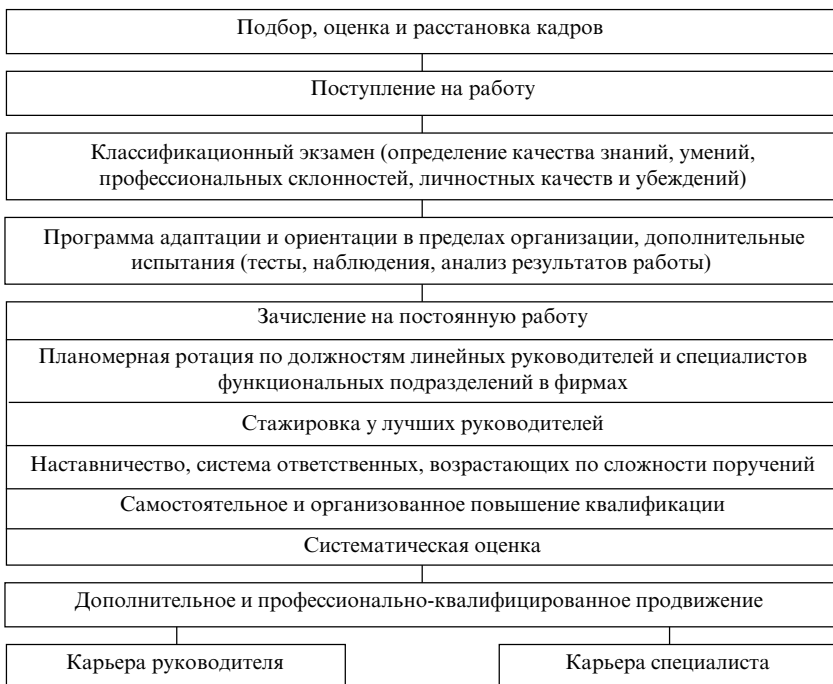 Подбор, оценка и расстановка кадров
Поступление на работу
Классификационный экзамен (определение качества знаний, умений,
профессиональных склонностей, личностных качеств и убеждений)
Программа адаптации и ориентации в пределах организации, дополнительные
испытания (тесты, наблюдения, анализ результатов работы)
Зачисление на постоянную работу
Планомерная ротация по должностям линейных руководителей и специалистов
функциональных подразделений в фирмах
Стажировка у лучших руководителей
Наставничество, система ответственных, возрастающих по сложности поручений
Самостоятельное и организованное повышение квалификации
Систематическая оценка
Дополнительное и профессионально-квалифицированное продвижение
Карьера руководителя
Карьера специалиста